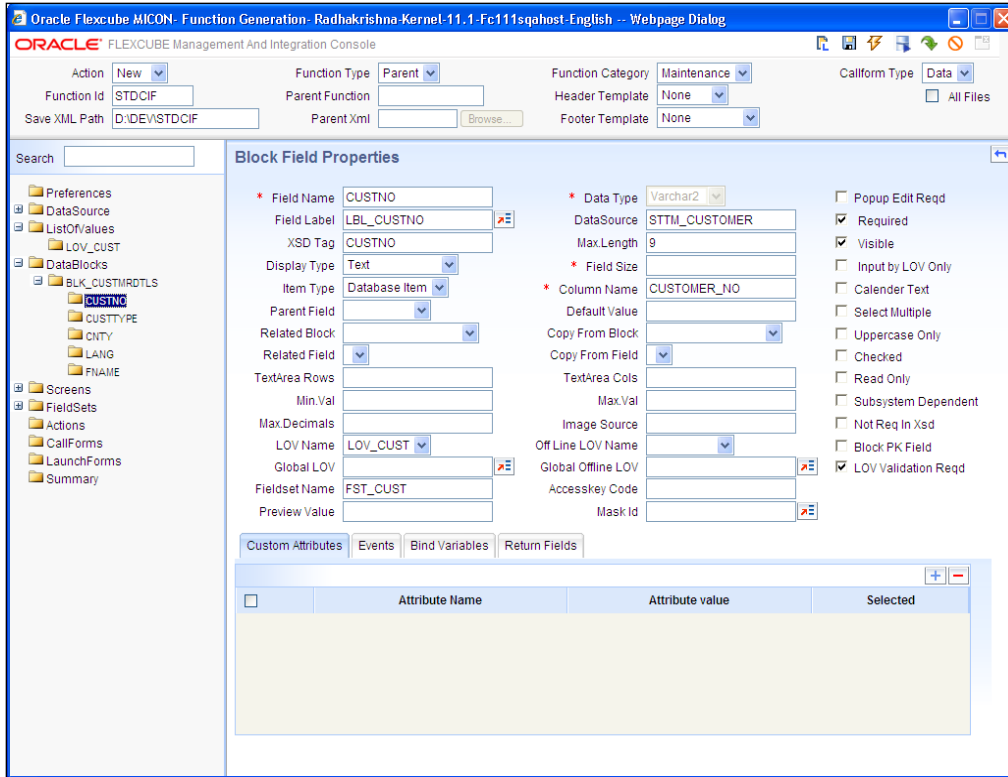 Oracle Flexcube MICON- Function Generation- Radhakrishna-Kernel-11.1-Fc111sqahost-English -- Webpage Dialog
ORACLE FLEXCUBE Management And Integration Console
Action New Function Type Parent Function Category Maintenance Callform Type Data
Function Id STDCIF Parent Function Header Template None All Files
Save XML Path D:\DEV\STDCIF Parent Xml Browse... Footer Template None
Search
Preferences
DataSource
ListOfValues
LOV_CUST
DataBlocks
BLK_CUSTMRDTLS
CUSTNO
CUSTTYPE
CNTY
LANG
FNAME
Screens
FieldSets
Actions
CallForms
LaunchForms
Summary
Block Field Properties
* Field Name CUSTNO * Data Type Varchar2 Popup Edit Reqd
Field Label LBL_CUSTNO DataSource STTM_CUSTOMER Required
XSD Tag CUSTNO Max.Length 9 Visible
Display Type Text * Field Size Input by LOV Only
Item Type Database Item * Column Name CUSTOMER_NO Calender Text
Parent Field Default Value Select Multiple
Related Block Copy From Block Uppercase Only
Related Field Copy From Field Checked
TextArea Rows TextArea Cols Read Only
Min.Val Max.Val Subsystem Dependent
Max.Decimals Image Source Not Req In Xsd
LOV Name LOV_CUST Off Line LOV Name Block PK Field
Global LOV Global Offline LOV LOV Validation Reqd
Fieldset Name FST_CUST Accesskey Code
Preview Value Mask Id
Custom Attributes Events Bind Variables Return Fields
Attribute Name Attribute value Selected